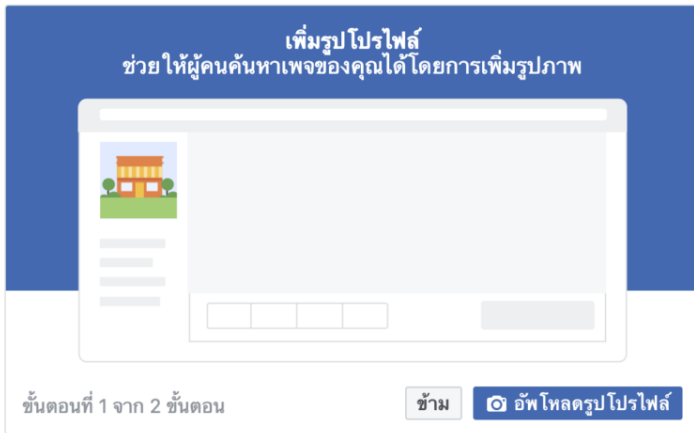 เพิ่มรูปโปรไฟล์
ช่วยให้ผู้คนค้นหาเพจของคุณได้โดยการเพิ่มรูปภาพ
ขั้นตอนที่ 1 จาก 2 ขั้นตอน
ข้าม
อัพโหลดรูปโปรไฟล์